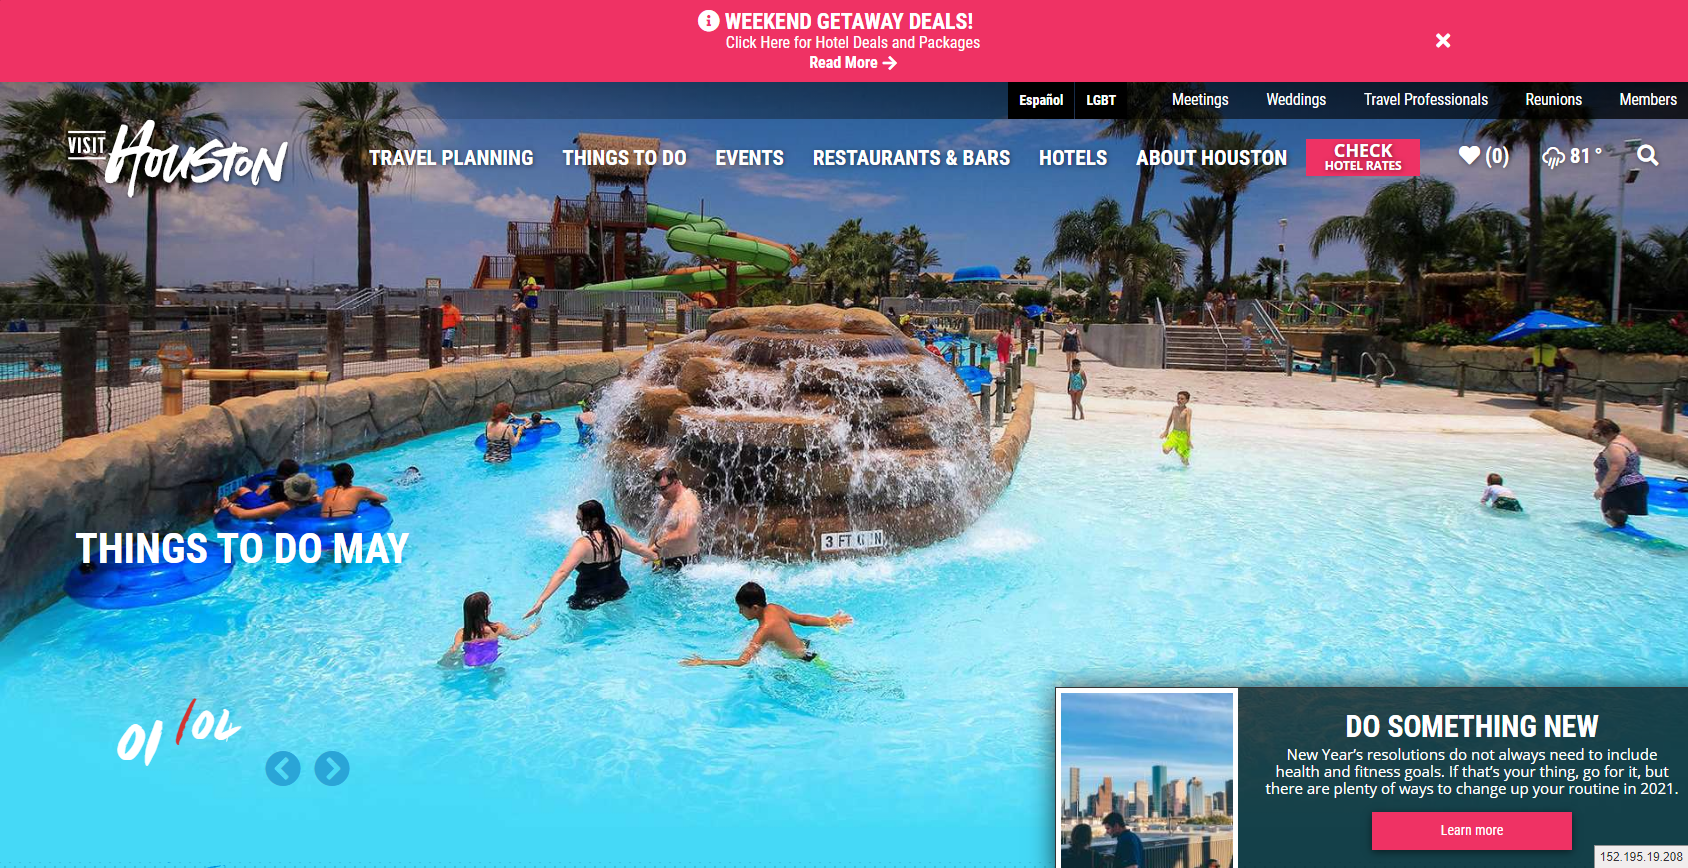 WEEKEND GETAWAY DEALS!
Click Here for Hotel Deals and Packages
Read More
Español
LGBT
Meetings
Weddings
Travel Professionals
Reunions
Members
VISIT
HOUSTON
TRAVEL PLANNING
THINGS TO DO
EVENTS
RESTAURANTS & BARS
HOTELS
ABOUT HOUSTON
CHECK
HOTEL RATES
(0)
81 °
3 FT
THINGS TO DO MAY
01/04
DO SOMETHING NEW
New Year's resolutions do not always need to include
health and fitness goals. If that's your thing, go for it, but
there are plenty of ways to change up your routine in 2021.
Learn more
152.195.19.208